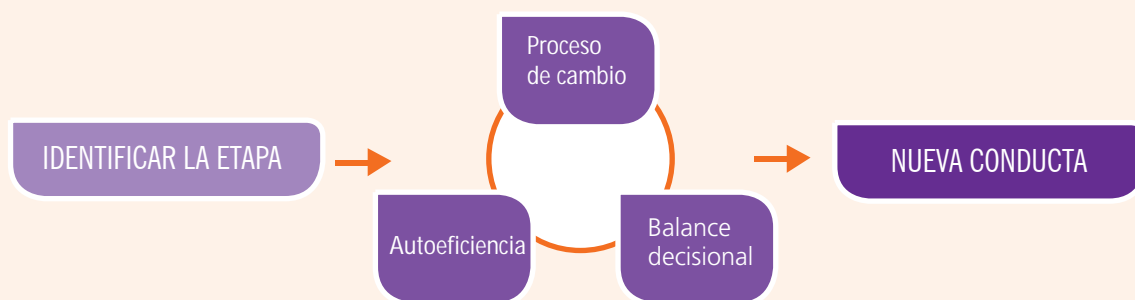 IDENTIFICAR LA ETAPA
Proceso
de cambio
Autoeficiencia
Balance
decisional
NUEVA CONDUCTA